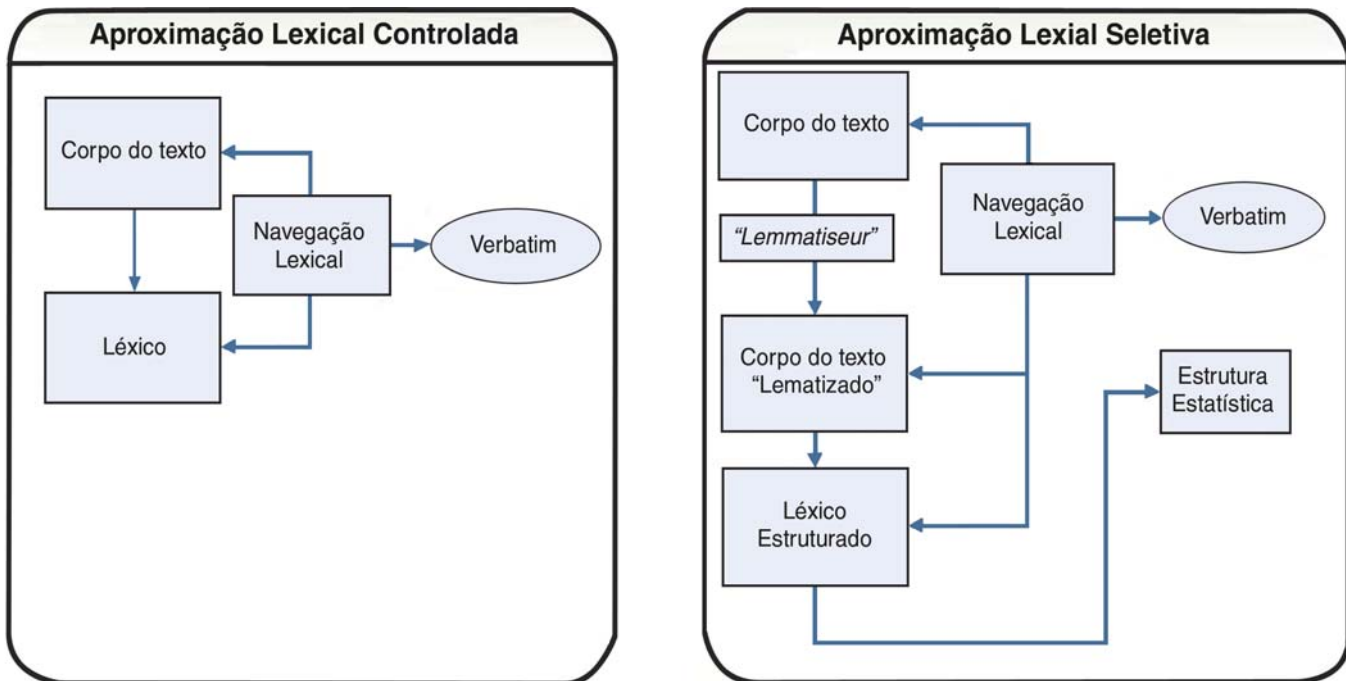 Aproximação Lexical Controlada
Corpo do texto
Navegação
Lexical
Verbatim
Léxico
Aproximação Lexial Seletiva
Corpo do texto
Navegação
Lexical
Verbatim
“Lemmatiseur”
Corpo do texto
“Lematizado”
Estrutura
Estatística
Léxico
Estruturado